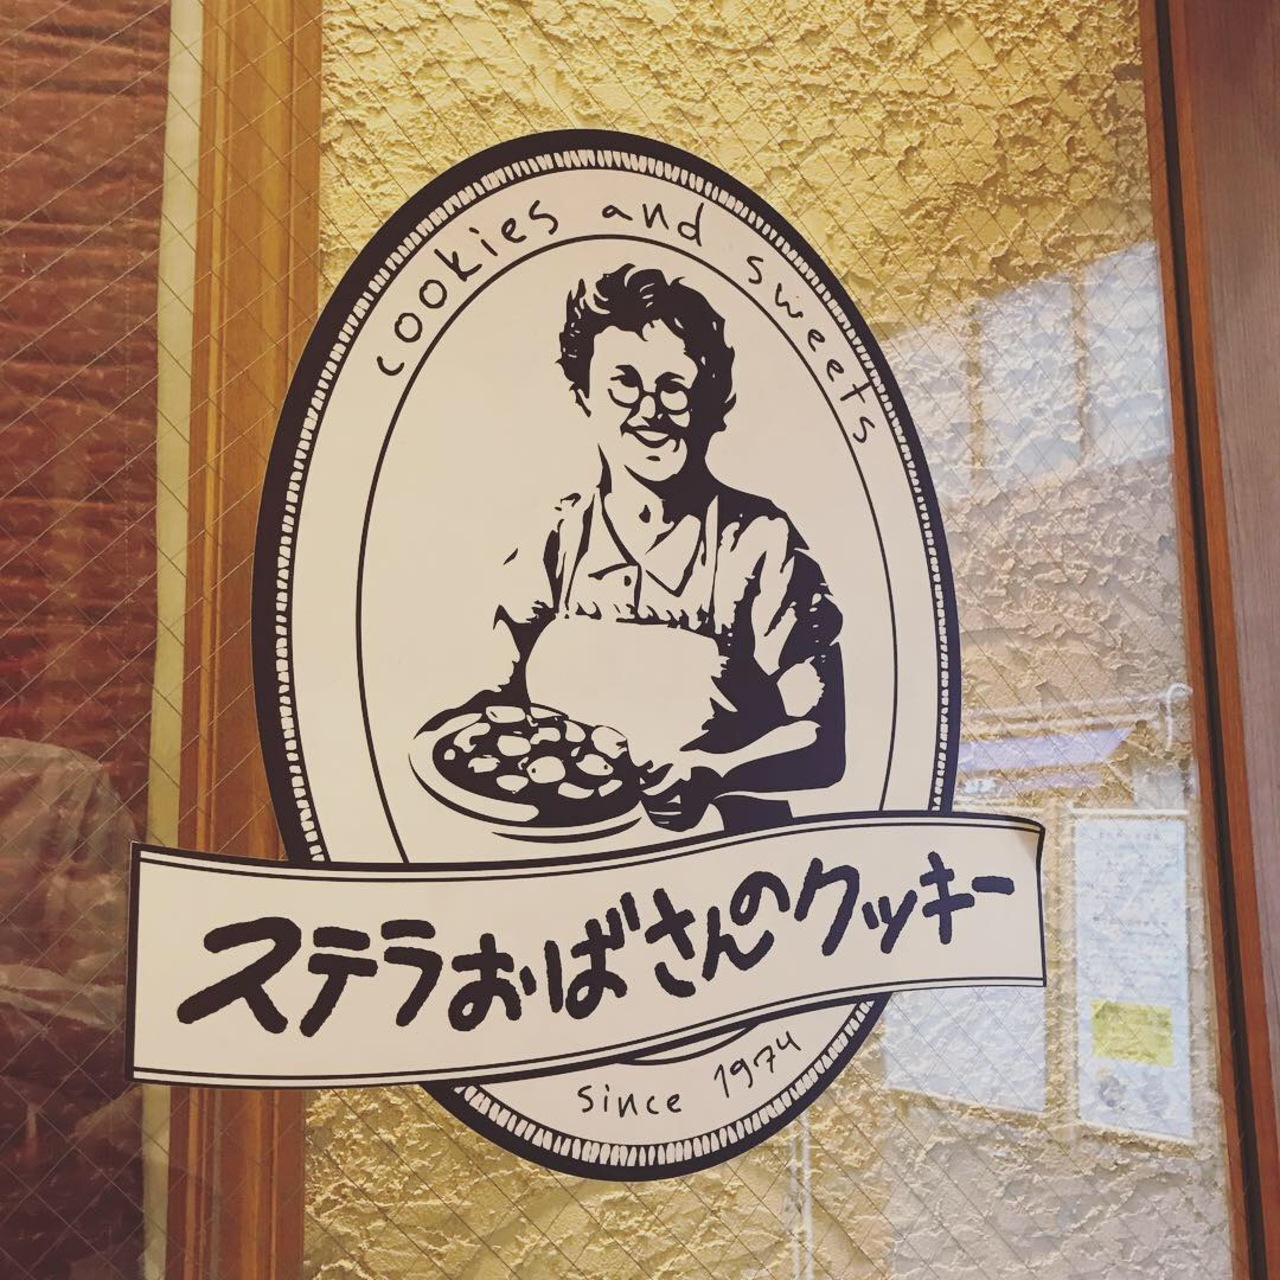 cookies and sweets
ステラおばさんのクッキー
since 1974